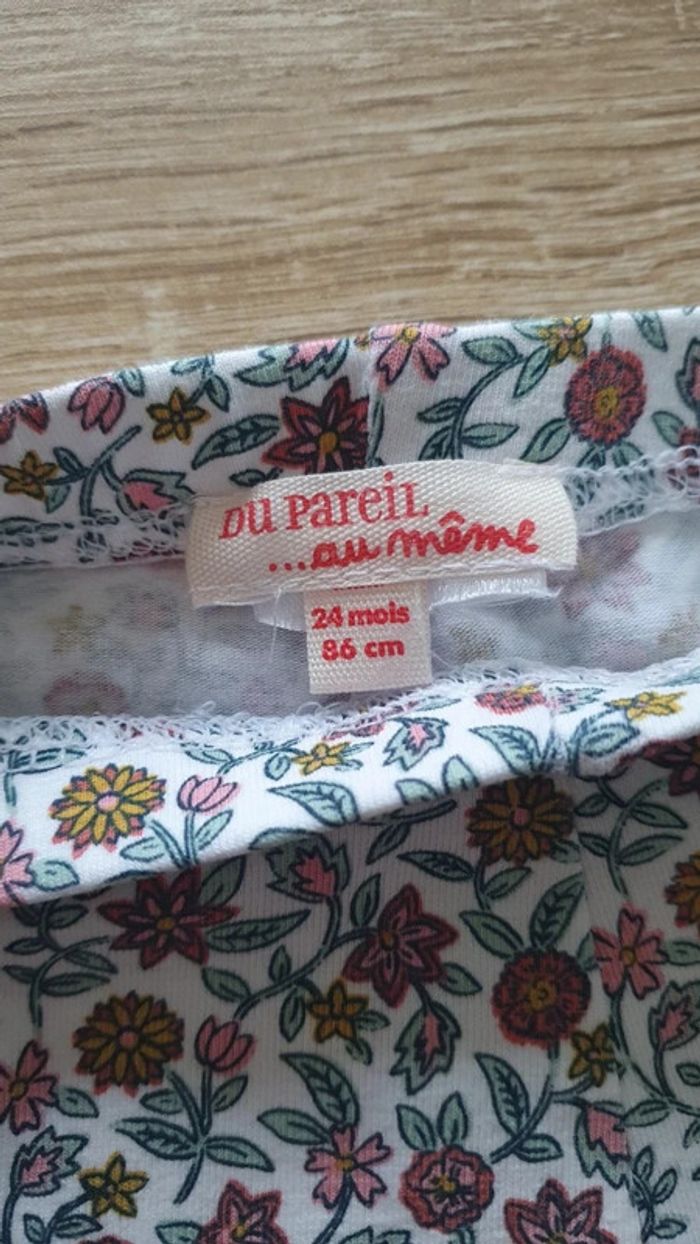 DU PAREIL
...au même
24 mois
86 cm